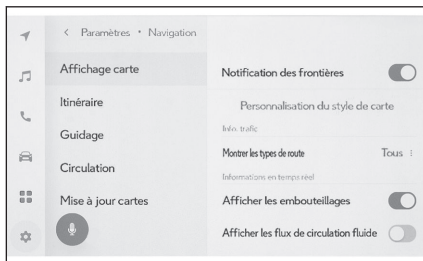 < Paramètres • Navigation
Affichage carte
Itinéraire
Guidage
Circulation
Mise à jour cartes
Notification des frontières
Personnalisation du style de carte
Info. trafic
Montrer les types de route Tous
Informations en temps réel
Afficher les embouteillages
Afficher les flux de circulation fluide